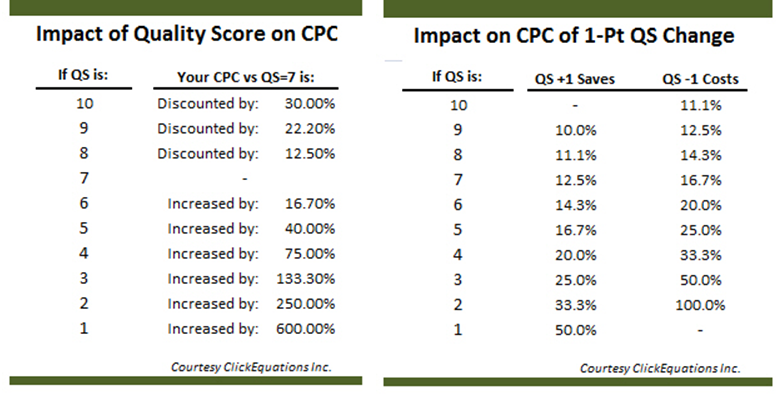 Impact of Quality Score on CPC
If QS is: Your CPC vs QS=7 is:
10 Discounted by: 30.00%
9 Discounted by: 22.20%
8 Discounted by: 12.50%
7 -
6 Increased by: 16.70%
5 Increased by: 40.00%
4 Increased by: 75.00%
3 Increased by: 133.30%
2 Increased by: 250.00%
1 Increased by: 600.00%
Courtesy ClickEquations Inc.
Impact on CPC of 1-Pt QS Change
If QS is: QS +1 Saves QS -1 Costs
10 - 11.1%
9 10.0% 12.5%
8 11.1% 14.3%
7 12.5% 16.7%
6 14.3% 20.0%
5 16.7% 25.0%
4 20.0% 33.3%
3 25.0% 50.0%
2 33.3% 100.0%
1 50.0% -
Courtesy ClickEquations Inc.